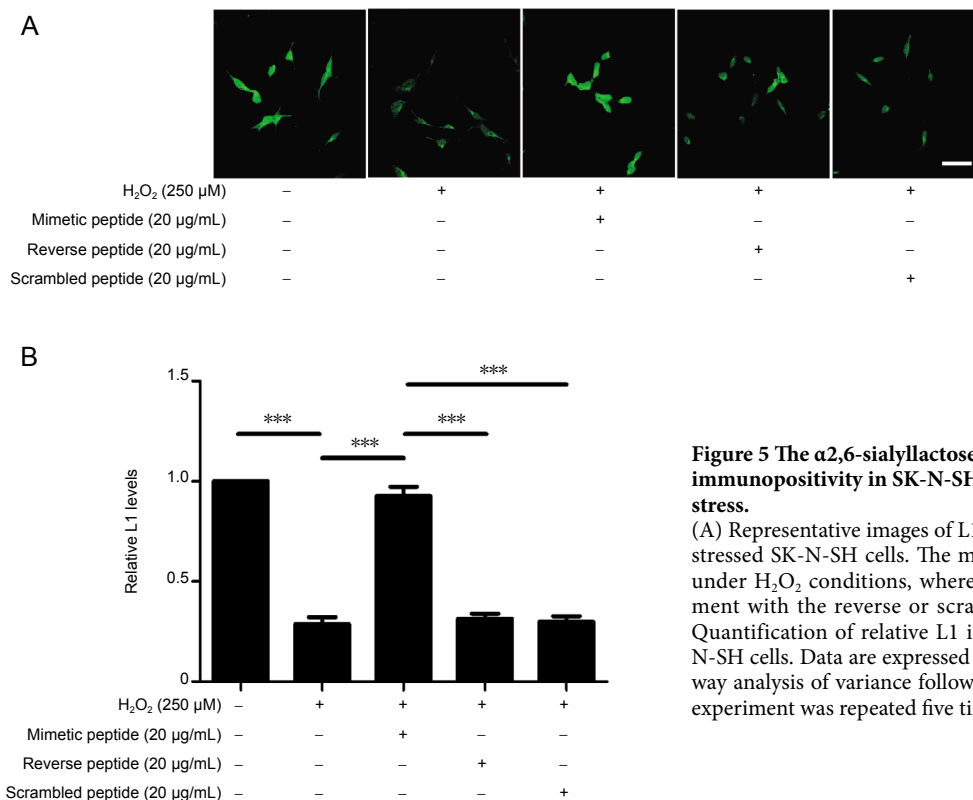 A
H₂O₂ (250 µM) – + + + +
Mimetic peptide (20 µg/mL) – – + – –
Reverse peptide (20 µg/mL) – – – + –
Scrambled peptide (20 µg/mL) – – – – +
B
1.5
1.0
0.5
0
Relative L1 levels
***
***
***
***
H₂O₂ (250 µM) – + + + +
Mimetic peptide (20 µg/mL) – – + – –
Reverse peptide (20 µg/mL) – – – + –
Scrambled peptide (20 µg/mL) – – – – +
Figure 5 The α2,6-sialyllactose
immunopositivity in SK-N-SH
stress.
(A) Representative images of L1
stressed SK-N-SH cells. The m
under H₂O₂ conditions, where
ment with the reverse or scra
Quantification of relative L1 i
N-SH cells. Data are expressed
way analysis of variance follow
experiment was repeated five ti